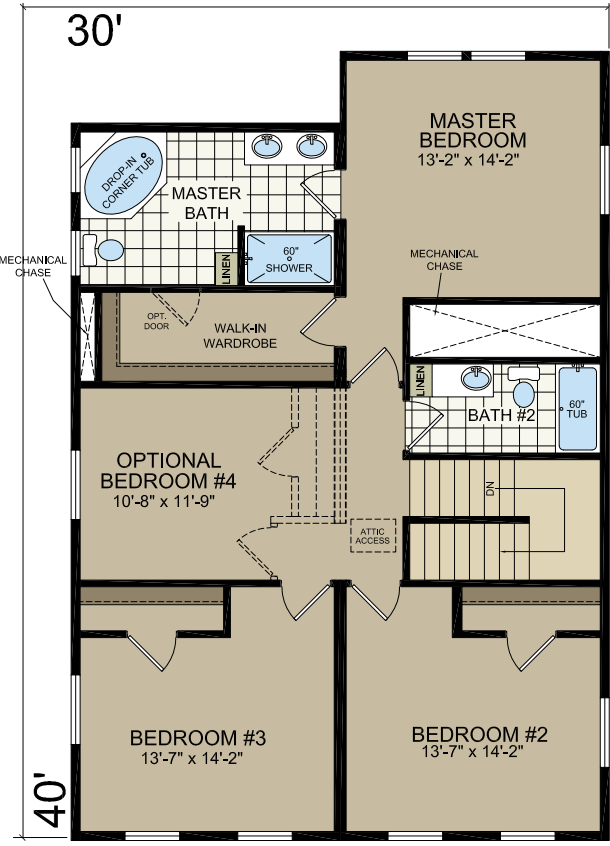 30'
MASTER
BEDROOM
13'-2" x 14'-2"
DROP-IN
CORNER TUB
MASTER
BATH
MECHANICAL
CHASE
LINEN
60"
SHOWER
MECHANICAL
CHASE
OPT.
DOOR
WALK-IN
WARDROBE
LINEN
BATH #2
60"
TUB
OPTIONAL
BEDROOM #4
10'-8" x 11'-9"
DN
ATTIC
ACCESS
BEDROOM #3
13'-7" x 14'-2"
BEDROOM #2
13'-7" x 14'-2"
40'